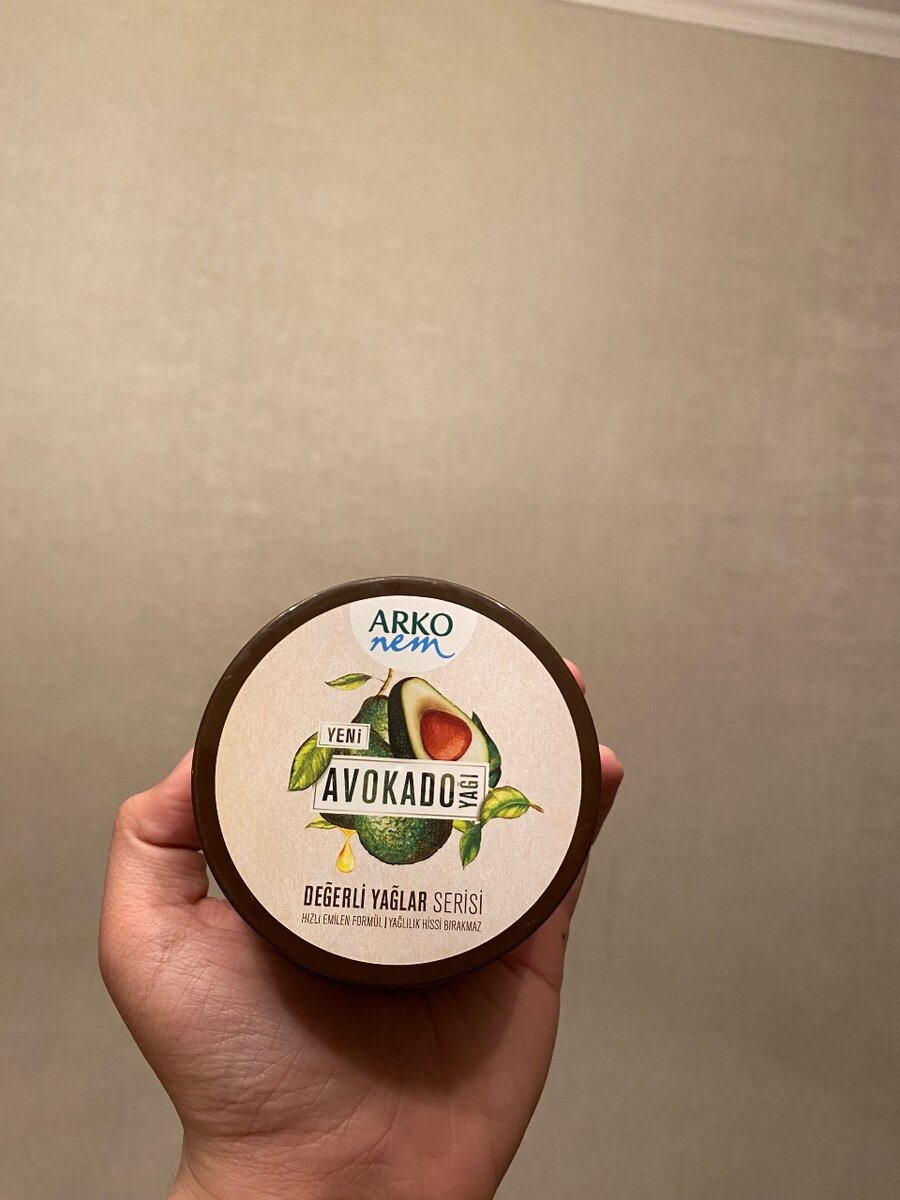 ARKO
nem
YENİ
AVOKADO YAĞI
DEĞERLİ YAĞLAR SERİSİ
HIZLI EMİLEN FORMÜL | YAĞLILIK HİSSİ BIRAKMAZ